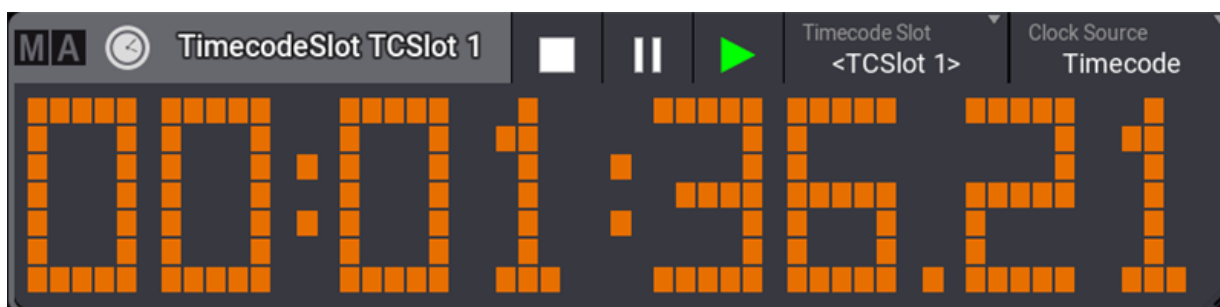 MA TimecodeSlot TCSlot 1
Timecode Slot
<TCSlot 1>
Clock Source
Timecode
00:01:36.21